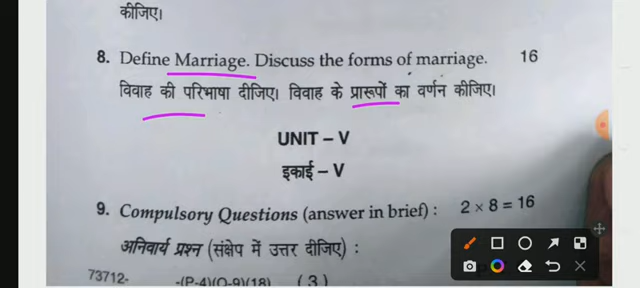 कीजिए।
8. Define Marriage. Discuss the forms of marriage. 16
विवाह की परिभाषा दीजिए। विवाह के प्रारूपों का वर्णन कीजिए।
UNIT – V
इकाई – V
9. Compulsory Questions (answer in brief) : 2 × 8 = 16
अनिवार्य प्रश्न (संक्षेप में उत्तर दीजिए) :
73712- -(P-4)(Q-9)(18) ( 3 )